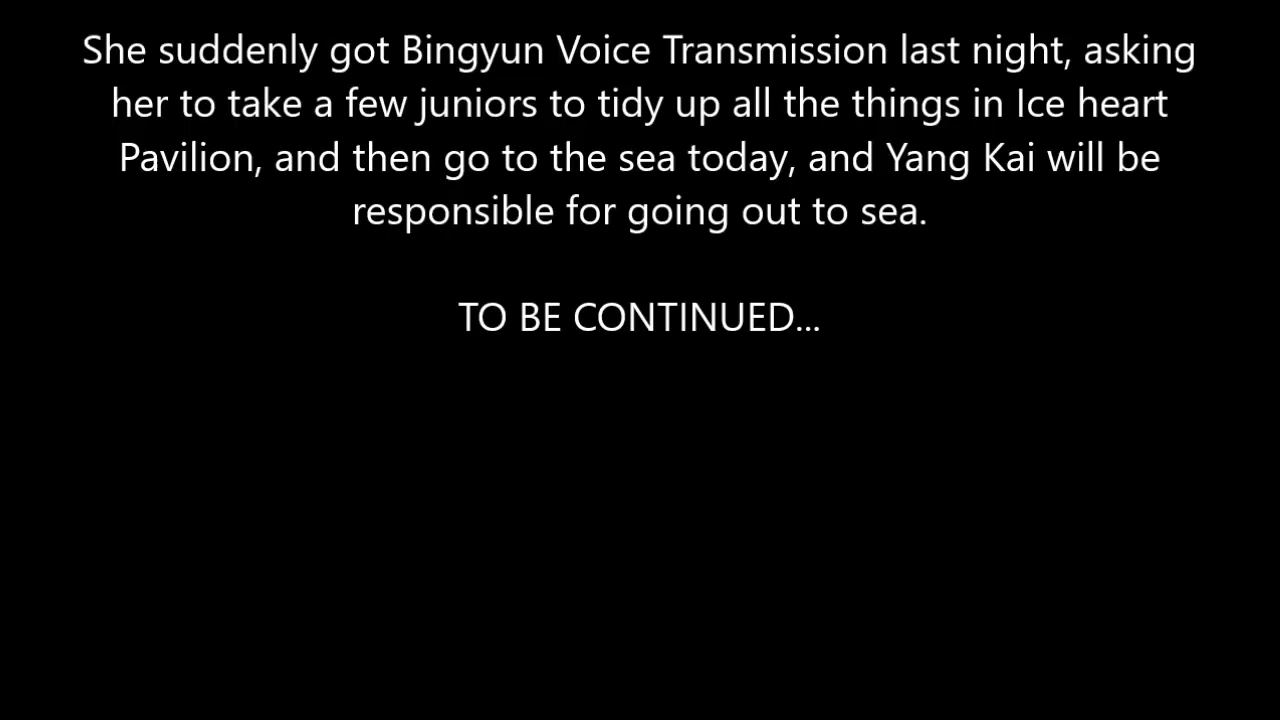 She suddenly got Bingyun Voice Transmission last night, asking
her to take a few juniors to tidy up all the things in Ice heart
Pavilion, and then go to the sea today, and Yang Kai will be
responsible for going out to sea.
TO BE CONTINUED...